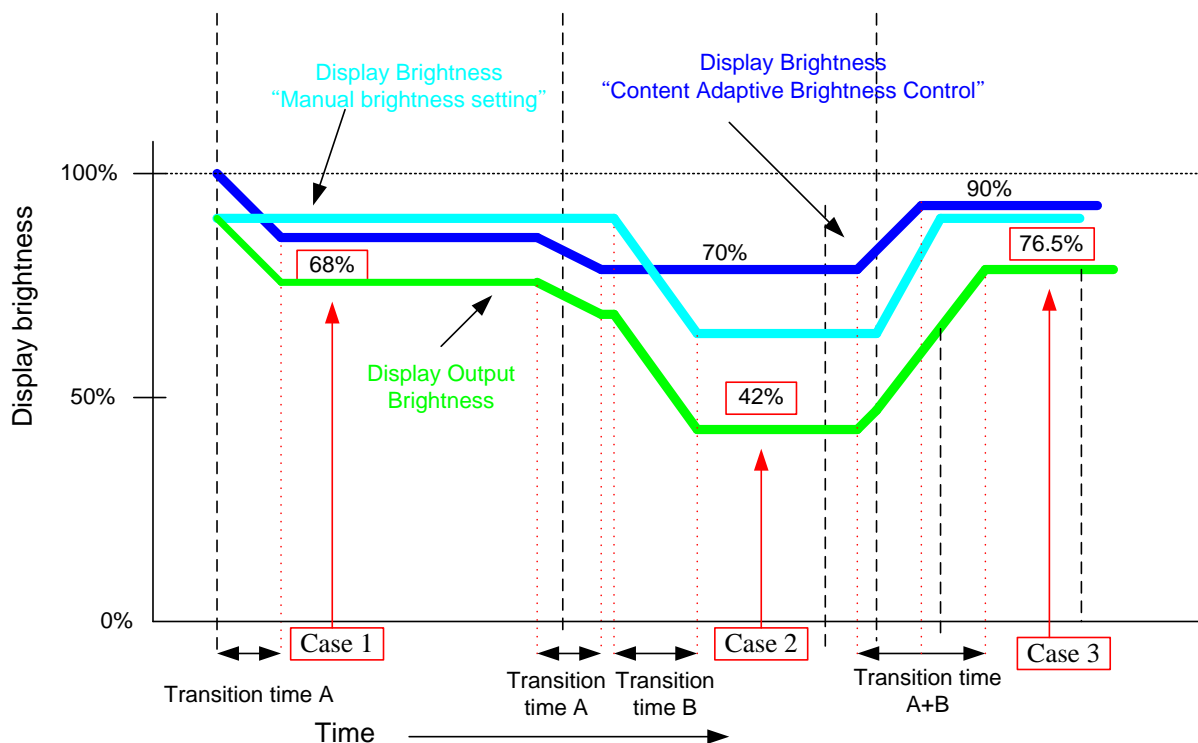 Display Brightness
“Manual brightness setting”
Display Brightness
“Content Adaptive Brightness Control”
100%
90%
76.5%
70%
68%
Display brightness
Display Output
Brightness
50%
42%
0%
Case 1
Case 2
Case 3
Transition time A
Transition
time A
Transition
time B
Transition time
A+B
Time